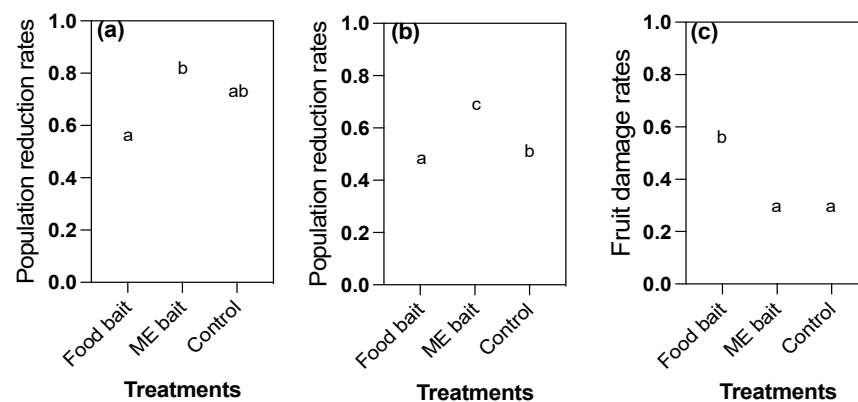 (a)
Population reduction rates
1.0
0.8
0.6
0.4
0.2
0.0
b
ab
a
Food bait
ME bait
Control
Treatments
(b)
Population reduction rates
1.0
0.8
0.6
0.4
0.2
0.0
c
a
b
Food bait
ME bait
Control
Treatments
(c)
Fruit damage rates
1.0
0.8
0.6
0.4
0.2
0.0
b
a
a
Food bait
ME bait
Control
Treatments